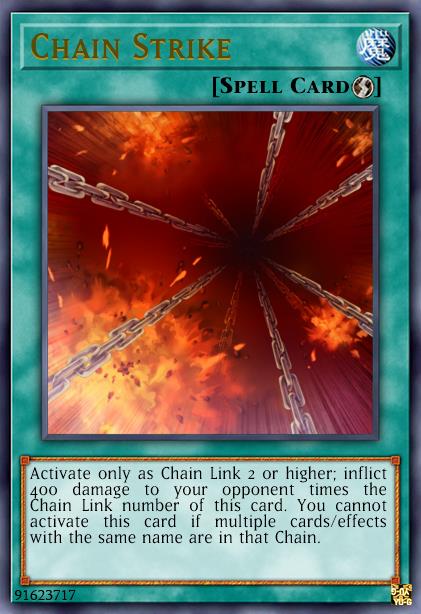 Chain Strike
魔
[Spell Card]
Activate only as Chain Link 2 or higher; inflict
400 damage to your opponent times the
Chain Link number of this card. You cannot
activate this card if multiple cards/effects
with the same name are in that Chain.
91623717